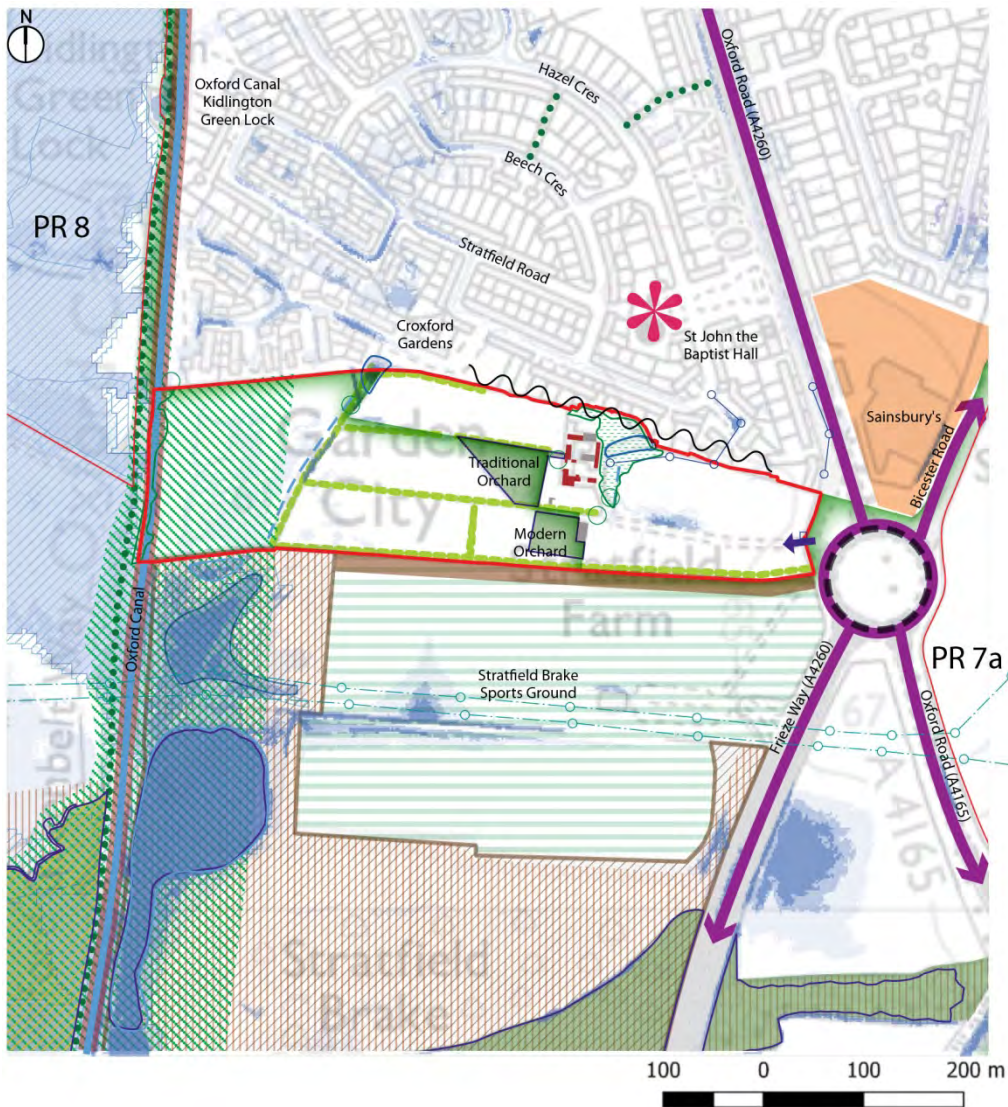 N
Oxford Canal
Kidlington
Green Lock
Hazel Cres
Oxford Road (A4260)
Beech Cres
PR 8
Stratfield Road
Croxford
Gardens
St John the
Baptist Hall
Sainsbury's
Bicester Road
Garden
City
Traditional
Orchard
Modern
Orchard
Stratfield
Farm
Oxford Canal
PR 7a
Stratfield Brake
Sports Ground
Frieze Way (A4260)
Oxford Road (A4165)
A 4165
Stratfield
Brake
100 0 100 200 m